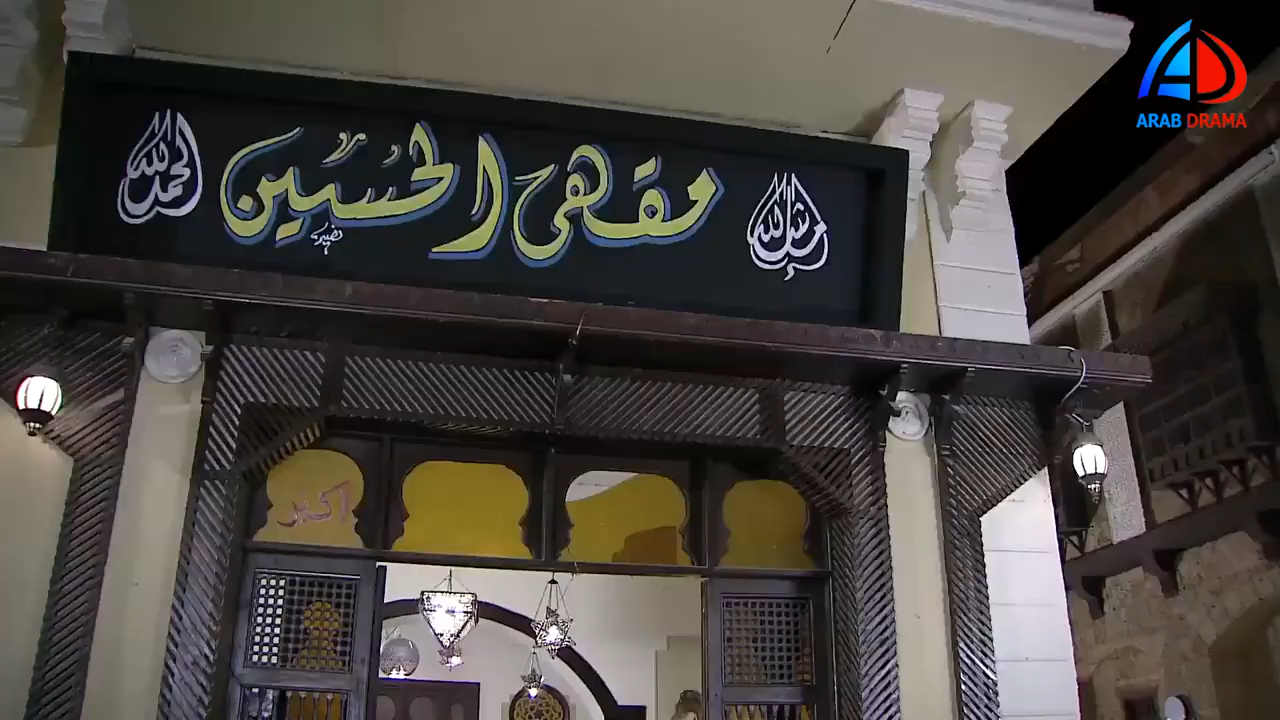 ARAB DRAMA
مقهى الحسين
ما شاء الله
الحمد لله
أكبر